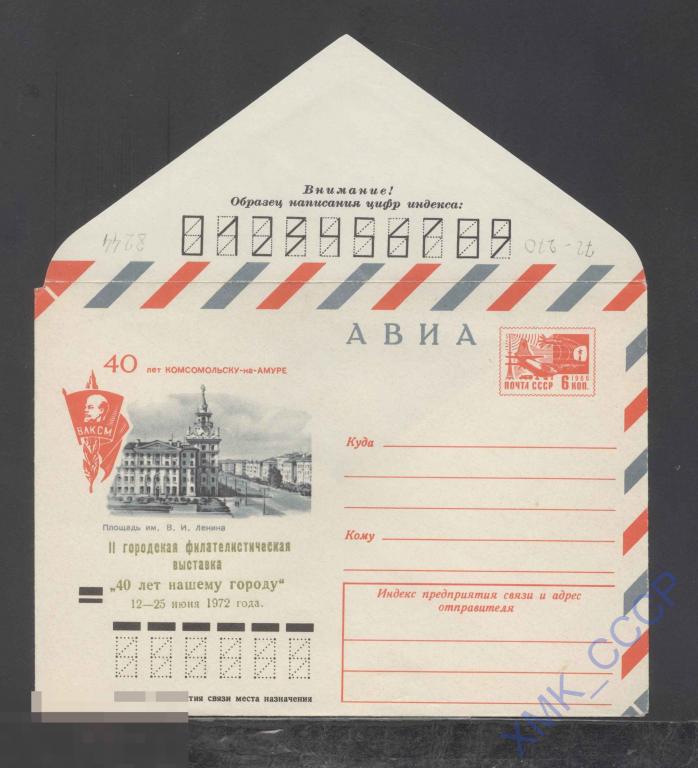 Внимание!
Образец написания цифр индекса:
0123456789
8244
72-210
АВИА
40 лет КОМСОМОЛЬСКУ-на-АМУРЕ
ВЛКСМ
1966
ПОЧТА СССР 6 КОП.
Куда
Площадь им. В. И. Ленина
II городская филателистическая
выставка
„40 лет нашему городу"
12—25 июня 1972 года.
Кому
Индекс предприятия связи и адрес
отправителя
связи места назначения
ХМК_СССР